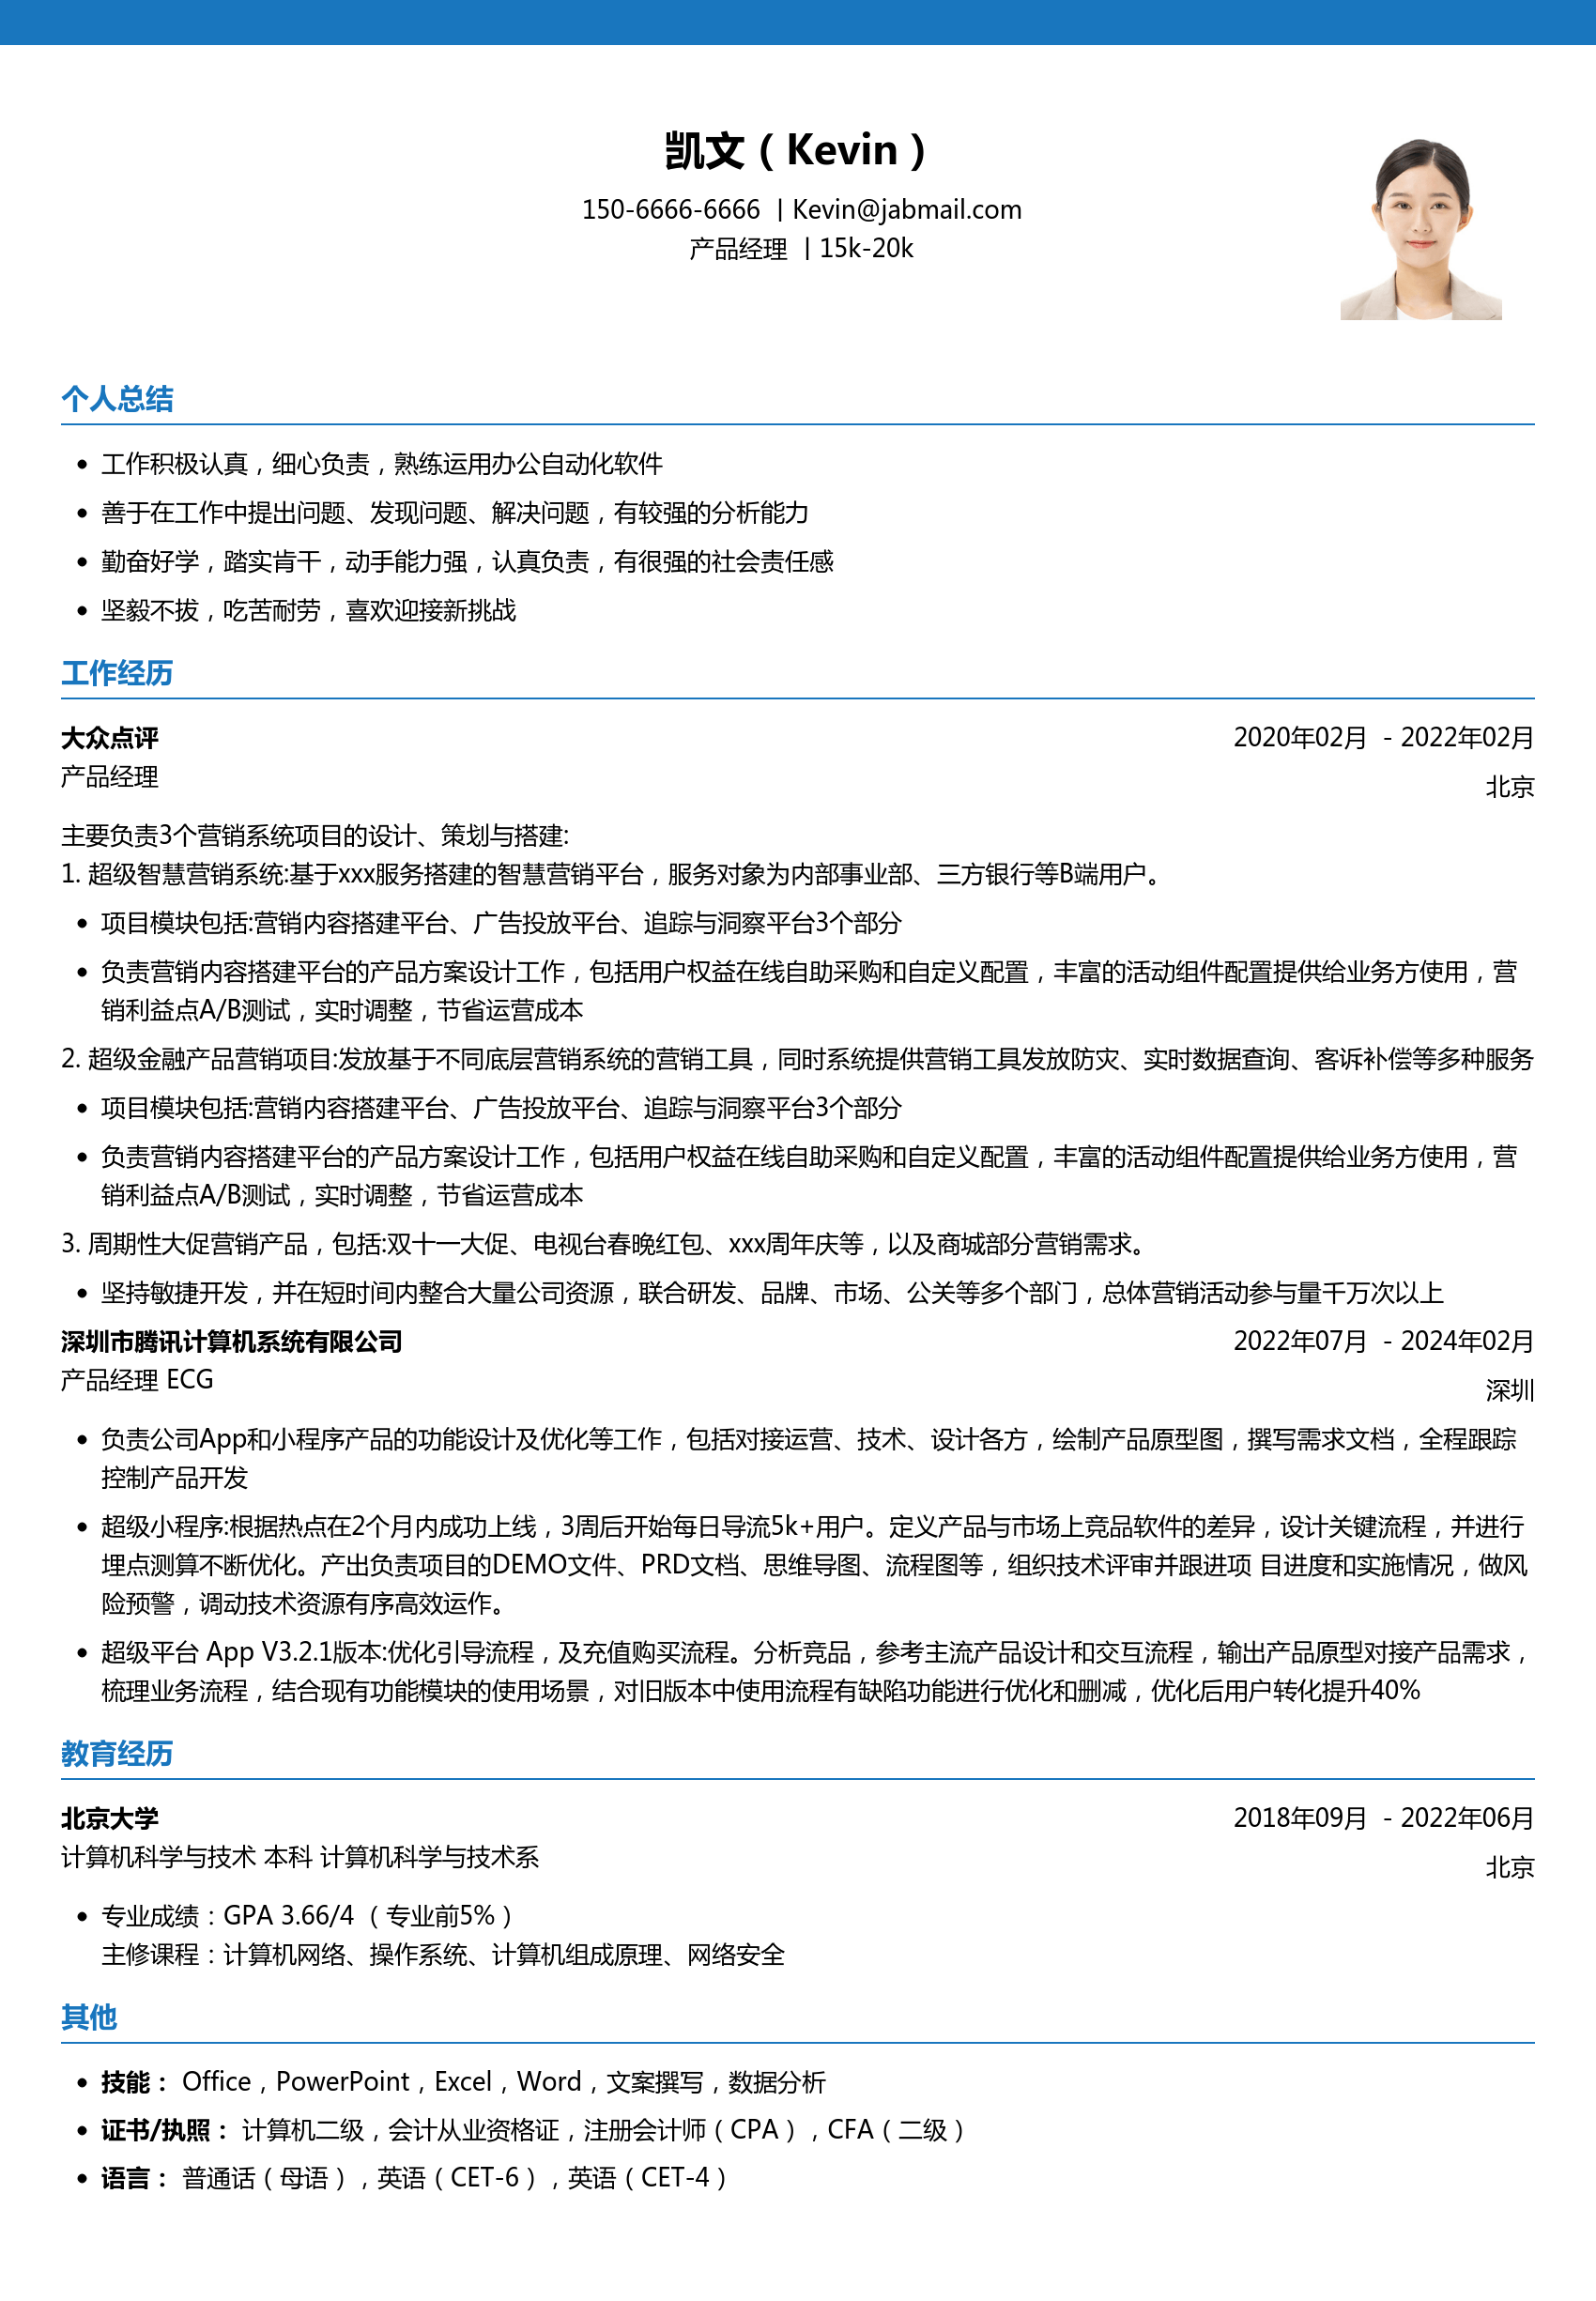 凯文（Kevin）
150-6666-6666 | Kevin@jabmail.com
产品经理 | 15k-20k
个人总结
• 工作积极认真，细心负责，熟练运用办公自动化软件
• 善于在工作中提出问题、发现问题、解决问题，有较强的分析能力
• 勤奋好学，踏实肯干，动手能力强，认真负责，有很强的社会责任感
• 坚毅不拔，吃苦耐劳，喜欢迎接新挑战
工作经历
大众点评 2020年02月 - 2022年02月
产品经理
北京
主要负责3个营销系统项目的设计、策划与搭建:
1. 超级智慧营销系统:基于xxx服务搭建的智慧营销平台，服务对象为内部事业部、三方银行等B端用户。
• 项目模块包括:营销内容搭建平台、广告投放平台、追踪与洞察平台3个部分
• 负责营销内容搭建平台的产品方案设计工作，包括用户权益在线自助采购和自定义配置，丰富的活动组件配置提供给业务方使用，营
销利益点A/B测试，实时调整，节省运营成本
2. 超级金融产品营销项目:发放基于不同底层营销系统的营销工具，同时系统提供营销工具发放防灾、实时数据查询、客诉补偿等多种服务
• 项目模块包括:营销内容搭建平台、广告投放平台、追踪与洞察平台3个部分
• 负责营销内容搭建平台的产品方案设计工作，包括用户权益在线自助采购和自定义配置，丰富的活动组件配置提供给业务方使用，营
销利益点A/B测试，实时调整，节省运营成本
3. 周期性大促营销产品，包括:双十一大促、电视台春晚红包、xxx周年庆等，以及商城部分营销需求。
• 坚持敏捷开发，并在短时间内整合大量公司资源，联合研发、品牌、市场、公关等多个部门，总体营销活动参与量千万次以上
深圳市腾讯计算机系统有限公司 2022年07月 - 2024年02月
产品经理 ECG
深圳
• 负责公司App和小程序产品的功能设计及优化等工作，包括对接运营、技术、设计各方，绘制产品原型图，撰写需求文档，全程跟踪
控制产品开发
• 超级小程序:根据热点在2个月内成功上线，3周后开始每日导流5k+用户。定义产品与市场上竞品软件的差异，设计关键流程，并进行
埋点测算不断优化。产出负责项目的DEMO文件、PRD文档、思维导图、流程图等，组织技术评审并跟进项 目进度和实施情况，做风
险预警，调动技术资源有序高效运作。
• 超级平台 App V3.2.1版本:优化引导流程，及充值购买流程。分析竞品，参考主流产品设计和交互流程，输出产品原型对接产品需求，
梳理业务流程，结合现有功能模块的使用场景，对旧版本中使用流程有缺陷功能进行优化和删减，优化后用户转化提升40%
教育经历
北京大学 2018年09月 - 2022年06月
计算机科学与技术 本科 计算机科学与技术系
北京
• 专业成绩：GPA 3.66/4 （专业前5%）
主修课程：计算机网络、操作系统、计算机组成原理、网络安全
其他
• 技能： Office，PowerPoint，Excel，Word，文案撰写，数据分析
• 证书/执照： 计算机二级，会计从业资格证，注册会计师（CPA），CFA（二级）
• 语言： 普通话（母语），英语（CET-6），英语（CET-4）